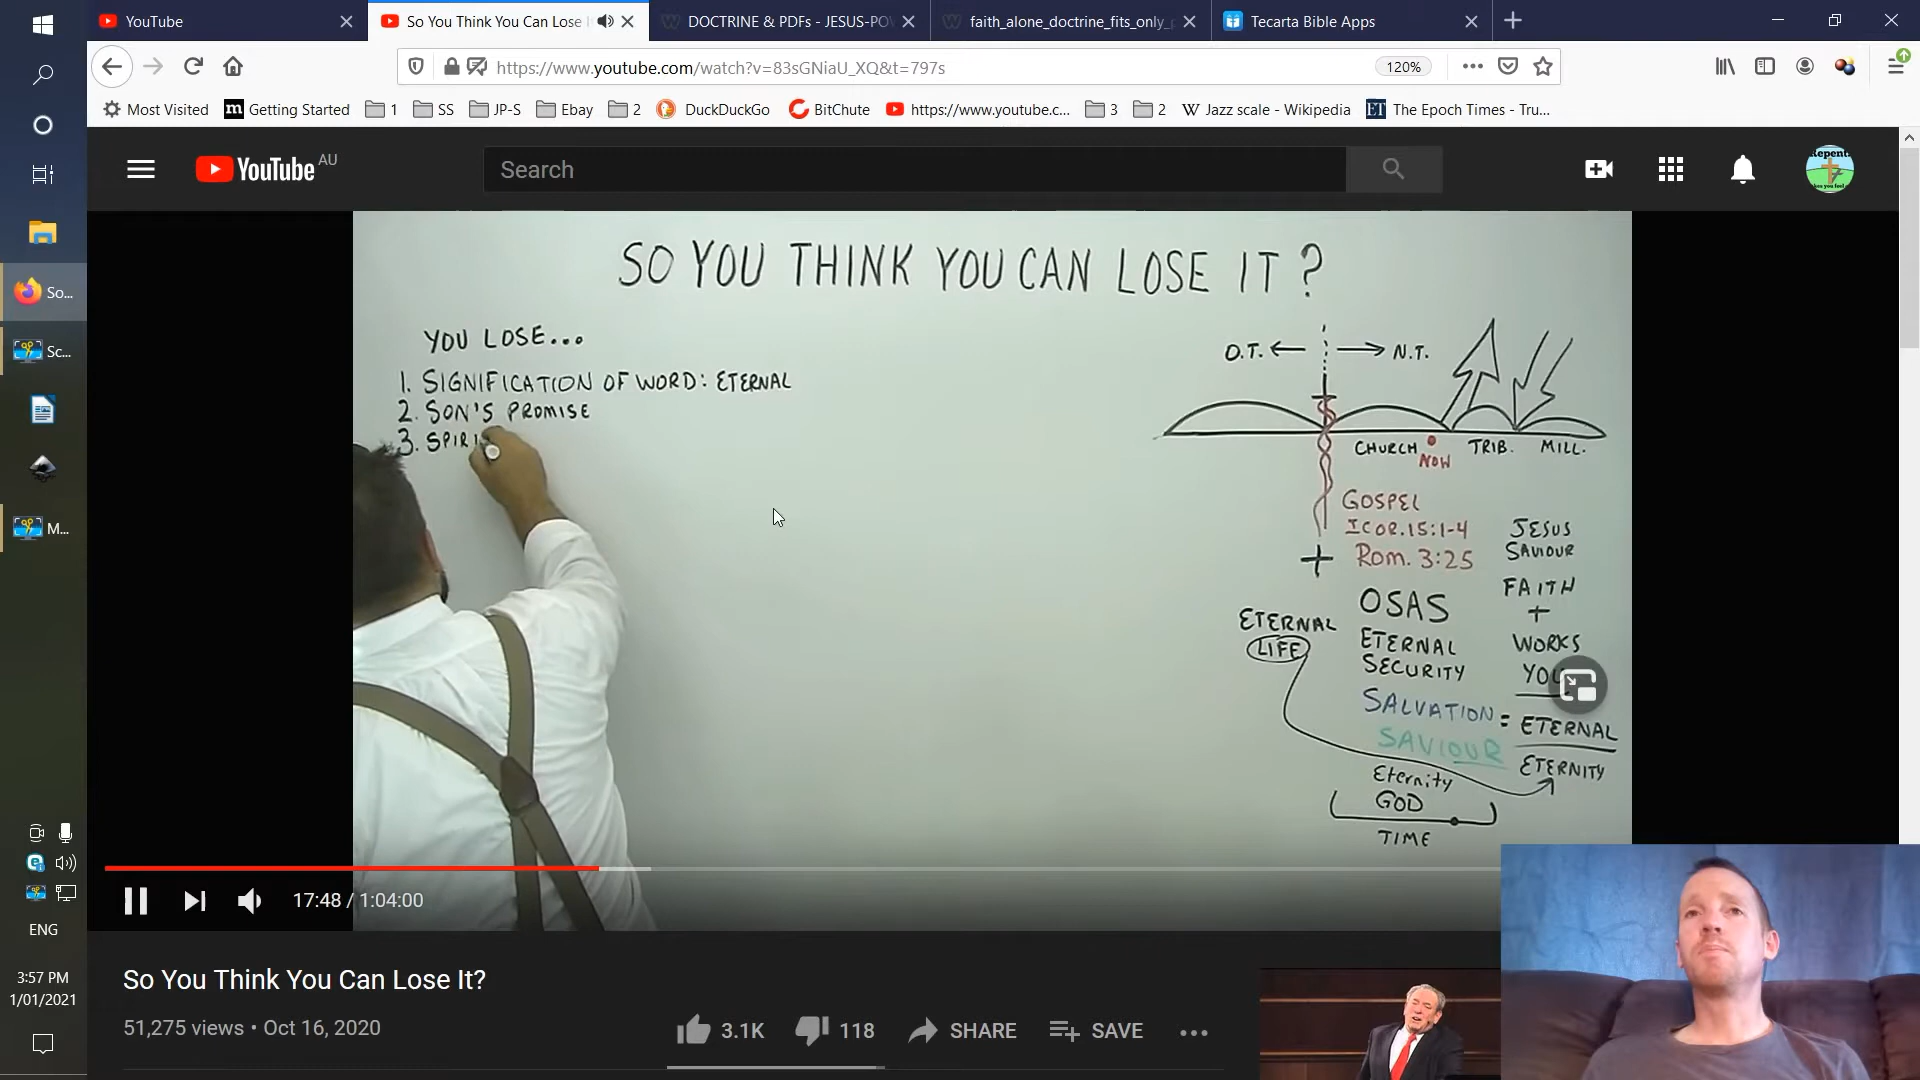 YouTube
So You Think You Can Lose
DOCTRINE & PDFs - JESUS-PO
faith_alone_doctrine_fits_only_
Tecarta Bible Apps
https://www.youtube.com/watch?v=83sGNiaU_XQ&t=797s
120%
Most Visited
m Getting Started
1
SS
JP-S
Ebay
2
DuckDuckGo
BitChute
https://www.youtube.c...
3
2
W Jazz scale - Wikipedia
ET The Epoch Times - Tru...
YouTube AU
Search
Repent
SO YOU THINK YOU CAN LOSE IT?
YOU LOSE...
1. SIGNIFICATION OF WORD: ETERNAL
2. SON'S PROMISE
3. SPIRI
O.T. ← → N.T.
CHURCH NOW TRIB. MILL.
GOSPEL
I COR. 15:1-4
Rom. 3:25
JESUS
SAVIOUR
FAITH
+
WORKS
OSAS
ETERNAL
SECURITY
ETERNAL
LIFE
SALVATION =
SAVIOUR
ETERNAL
ETERNITY
Eternity
GOD
TIME
So...
Sc...
M...
17:48 / 1:04:00
ENG
3:57 PM
1/01/2021
So You Think You Can Lose It?
51,275 views • Oct 16, 2020
3.1K
118
SHARE
SAVE